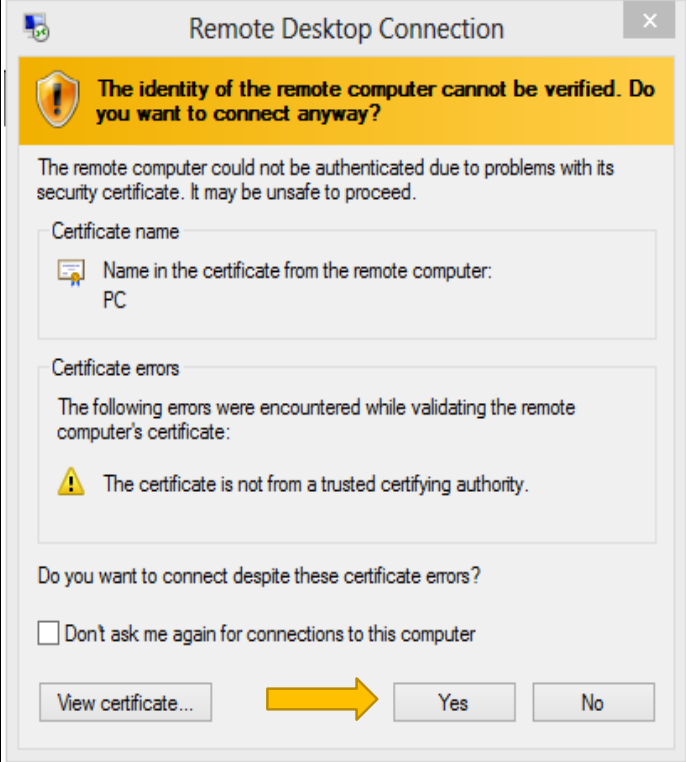 Remote Desktop Connection
The identity of the remote computer cannot be verified. Do
you want to connect anyway?
The remote computer could not be authenticated due to problems with its
security certificate. It may be unsafe to proceed.
Certificate name
Name in the certificate from the remote computer:
PC
Certificate errors
The following errors were encountered while validating the remote
computer's certificate:
The certificate is not from a trusted certifying authority.
Do you want to connect despite these certificate errors?
Don't ask me again for connections to this computer
View certificate...
Yes
No